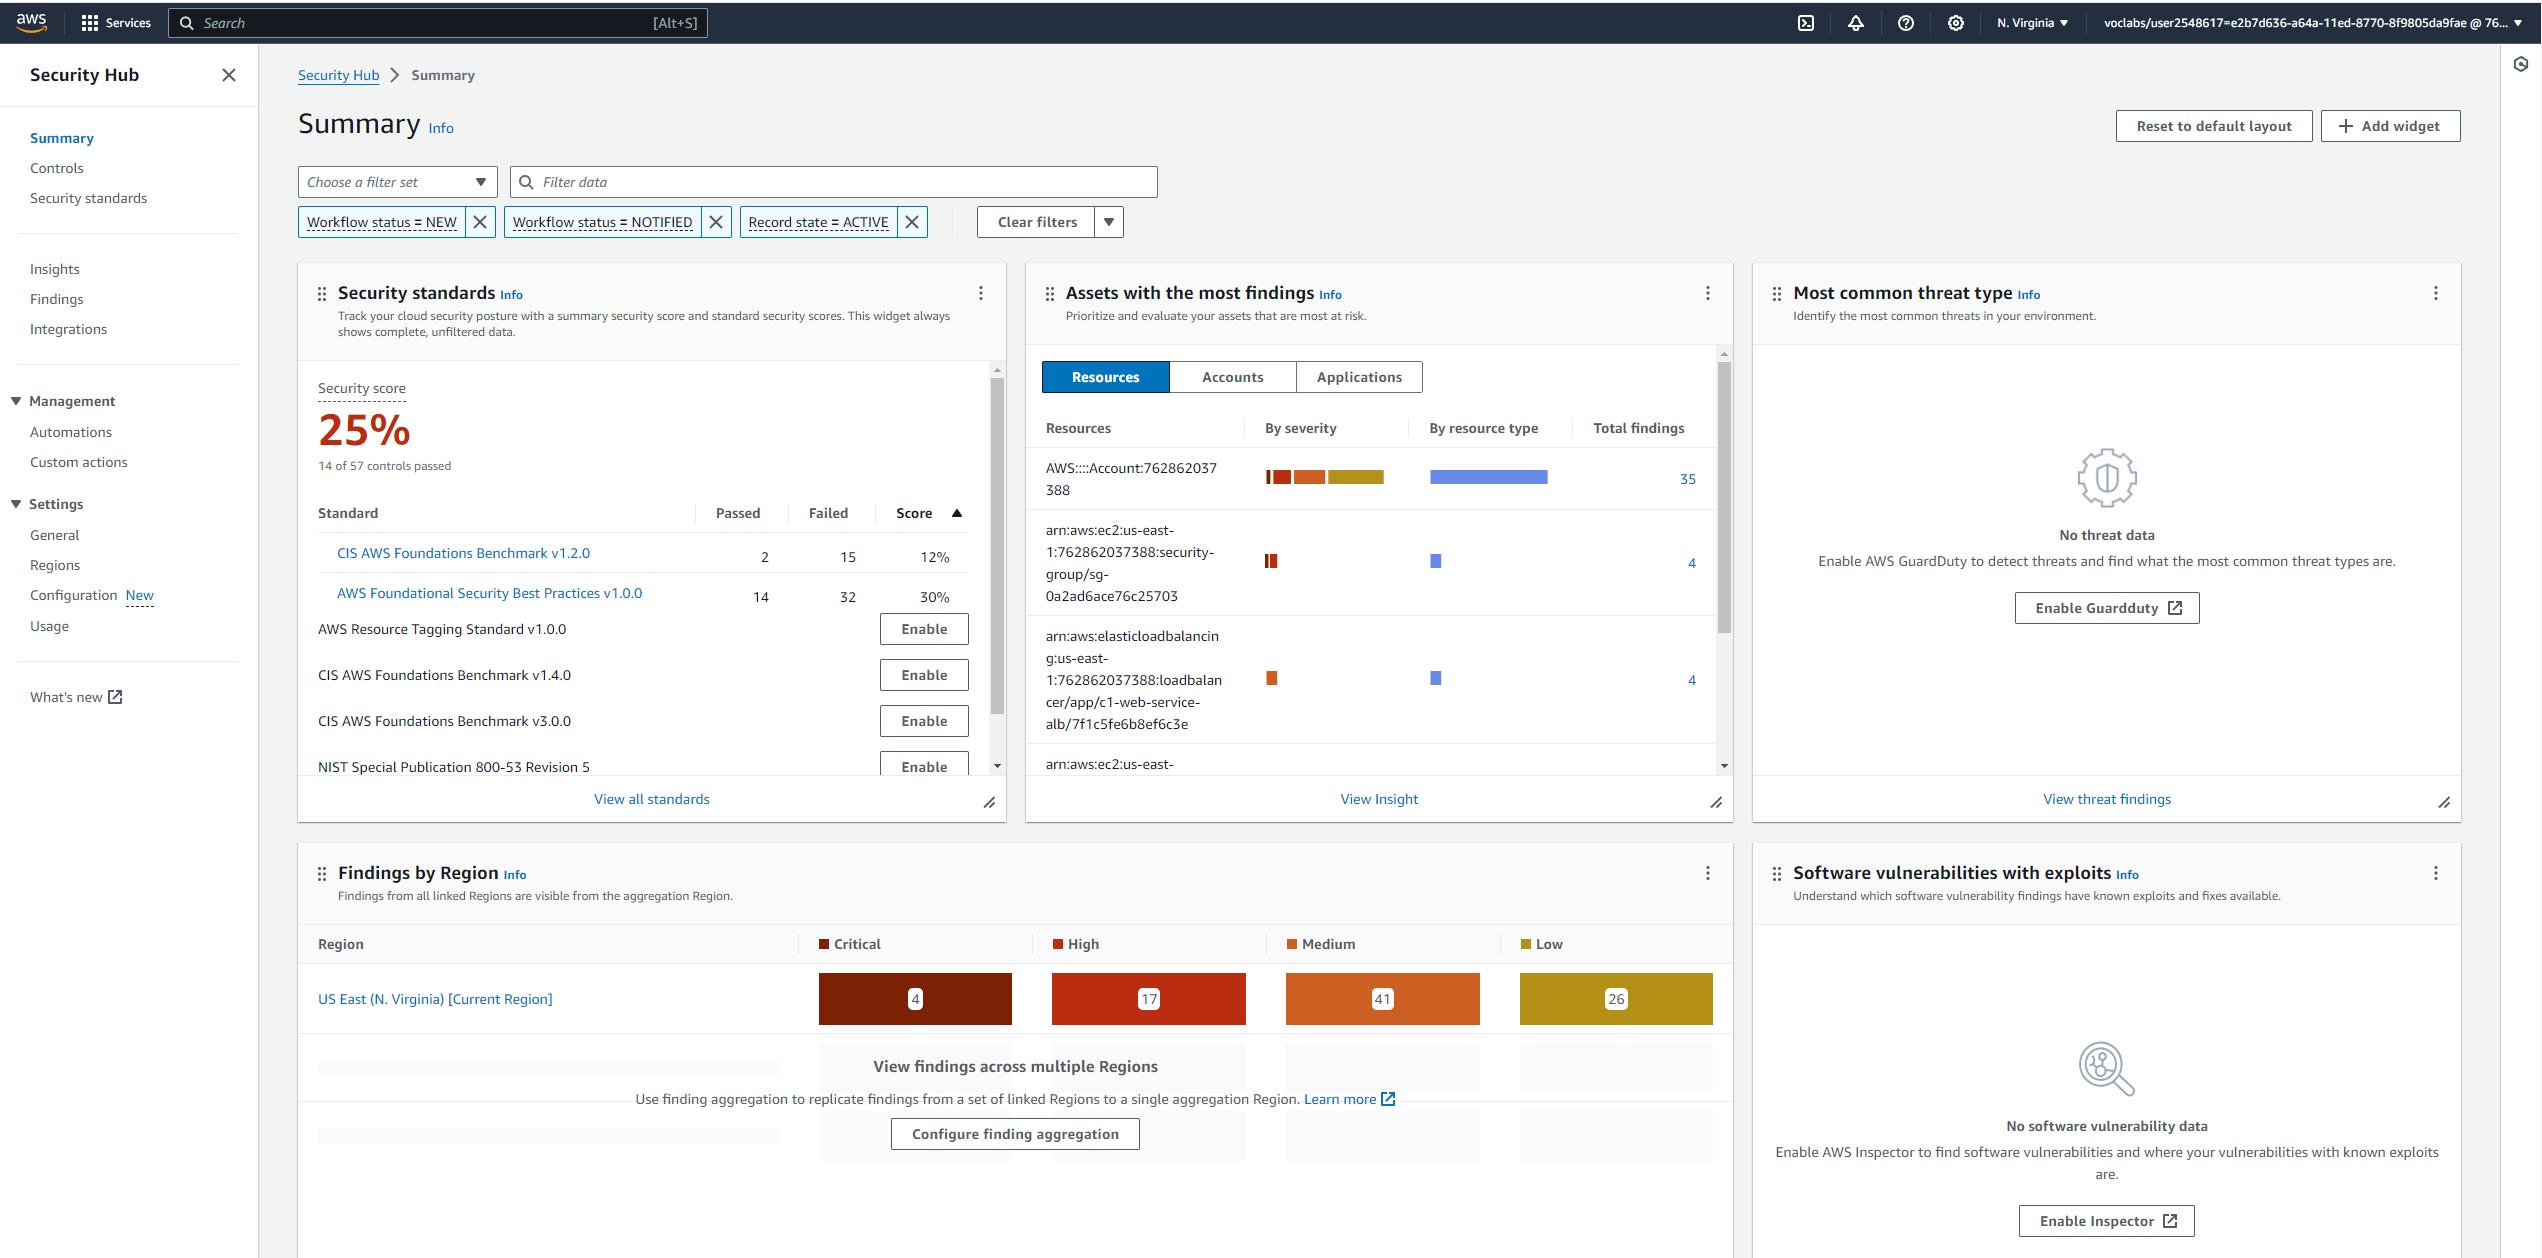 aws
Services
Search
[Alt+S]
N. Virginia
voclabs/user2548617=e2b7d636-a64a-11ed-8770-8f9805da9fae @ 76...
Security Hub
Summary
Controls
Security standards
Insights
Findings
Integrations
Management
Automations
Custom actions
Settings
General
Regions
Configuration New
Usage
What's new
Security Hub Summary
Summary Info
Reset to default layout
Add widget
Choose a filter set
Filter data
Workflow status = NEW
Workflow status = NOTIFIED
Record state = ACTIVE
Clear filters
Security standards Info
Track your cloud security posture with a summary security score and standard security scores. This widget always
shows complete, unfiltered data.
Security score
25%
14 of 57 controls passed
Standard Passed Failed Score
CIS AWS Foundations Benchmark v1.2.0 2 15 12%
AWS Foundational Security Best Practices v1.0.0 14 32 30%
AWS Resource Tagging Standard v1.0.0 Enable
CIS AWS Foundations Benchmark v1.4.0 Enable
CIS AWS Foundations Benchmark v3.0.0 Enable
NIST Special Publication 800-53 Revision 5 Enable
View all standards
Assets with the most findings Info
Prioritize and evaluate your assets that are most at risk.
Resources Accounts Applications
Resources By severity By resource type Total findings
AWS::::Account:762862037
388
35
arn:aws:ec2:us-east-
1:762862037388:security-
group/sg-
0a2ad6ace76c25703
4
arn:aws:elasticloadbalancin
g:us-east-
1:762862037388:loadbalan
cer/app/c1-web-service-
alb/7f1c5fe6b8ef6c3e
4
arn:aws:ec2:us-east-
View Insight
Most common threat type Info
Identify the most common threats in your environment.
No threat data
Enable AWS GuardDuty to detect threats and find what the most common threat types are.
Enable Guardduty
View threat findings
Findings by Region Info
Findings from all linked Regions are visible from the aggregation Region.
Region Critical High Medium Low
US East (N. Virginia) [Current Region] 4 17 41 26
View findings across multiple Regions
Use finding aggregation to replicate findings from a set of linked Regions to a single aggregation Region. Learn more
Configure finding aggregation
Software vulnerabilities with exploits Info
Understand which software vulnerability findings have known exploits and fixes available.
No software vulnerability data
Enable AWS Inspector to find software vulnerabilities and where your vulnerabilities with known exploits
are.
Enable Inspector